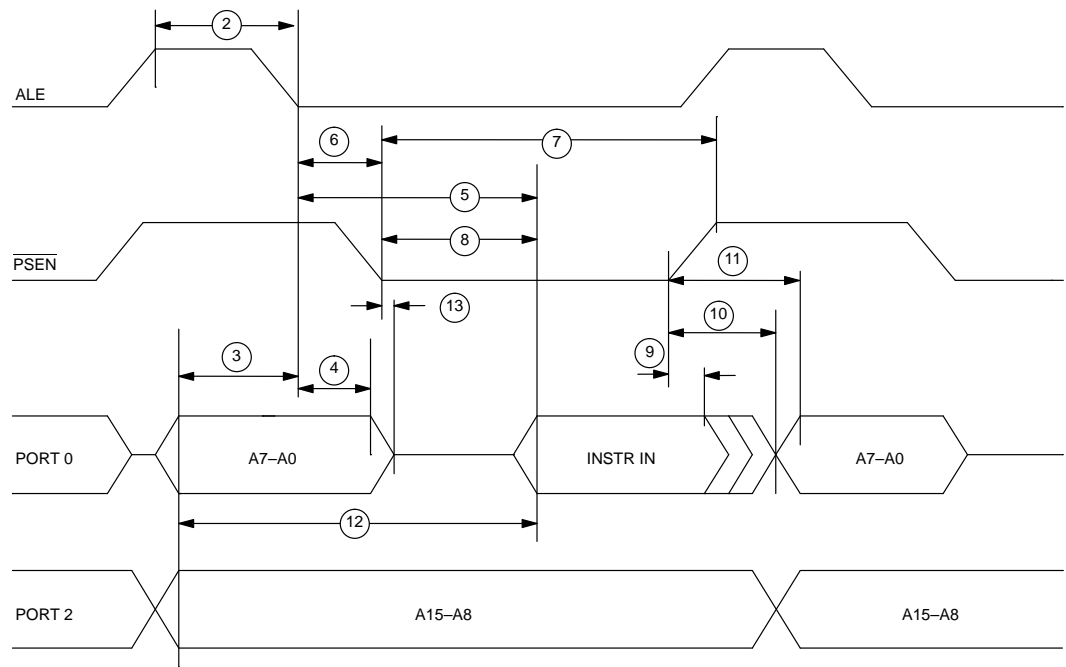 2
ALE
6
7
5
8
PSEN
11
13
10
3
4
9
PORT 0
A7–A0
INSTR IN
A7–A0
12
PORT 2
A15–A8
A15–A8